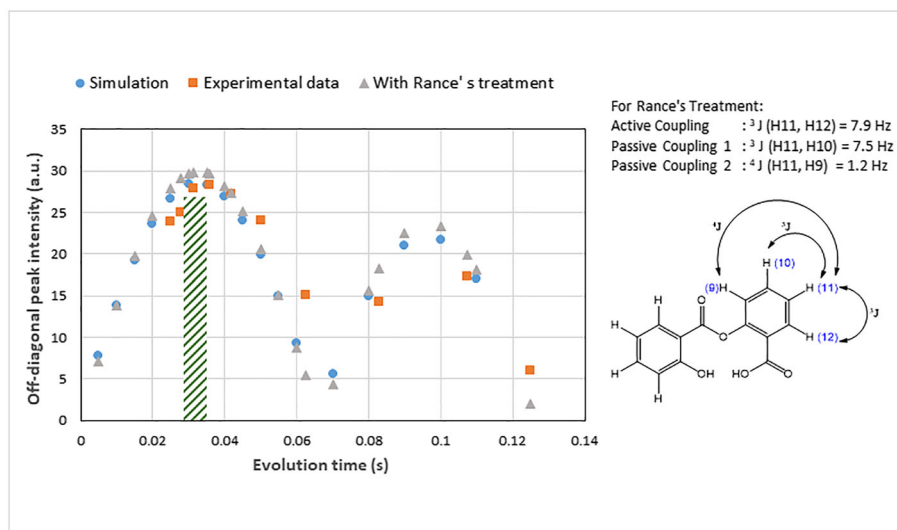 Simulation Experimental data With Rance' s treatment
For Rance's Treatment:
Active Coupling : ³ J (H11, H12) = 7.9 Hz
Passive Coupling 1 : ³ J (H11, H10) = 7.5 Hz
Passive Coupling 2 : ⁴ J (H11, H9) = 1.2 Hz
Off-diagonal peak intensity (a.u.)
35
30
25
20
15
10
5
0
0 0.02 0.04 0.06 0.08 0.1 0.12 0.14
Evolution time (s)
⁴J ³J
H (10)
(9) H H (11)
³J
H O H (12)
H O
H OH HO O
H